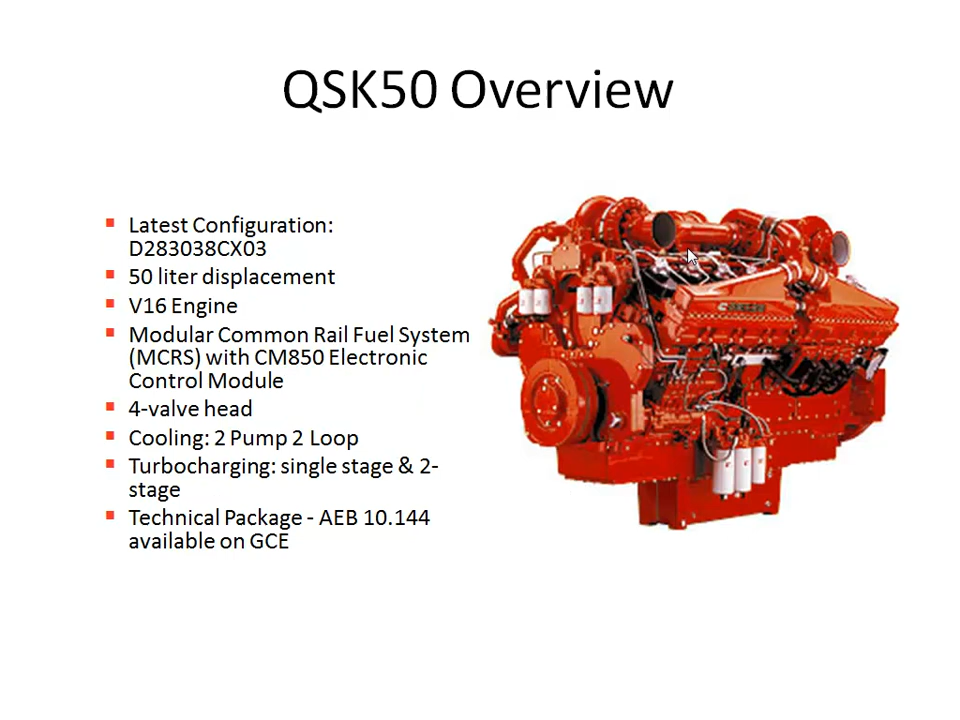 QSK50 Overview
Latest Configuration:
D283038CX03
50 liter displacement
V16 Engine
Modular Common Rail Fuel System
(MCRS) with CM850 Electronic
Control Module
4-valve head
Cooling: 2 Pump 2 Loop
Turbocharging: single stage & 2-
stage
Technical Package - AEB 10.144
available on GCE